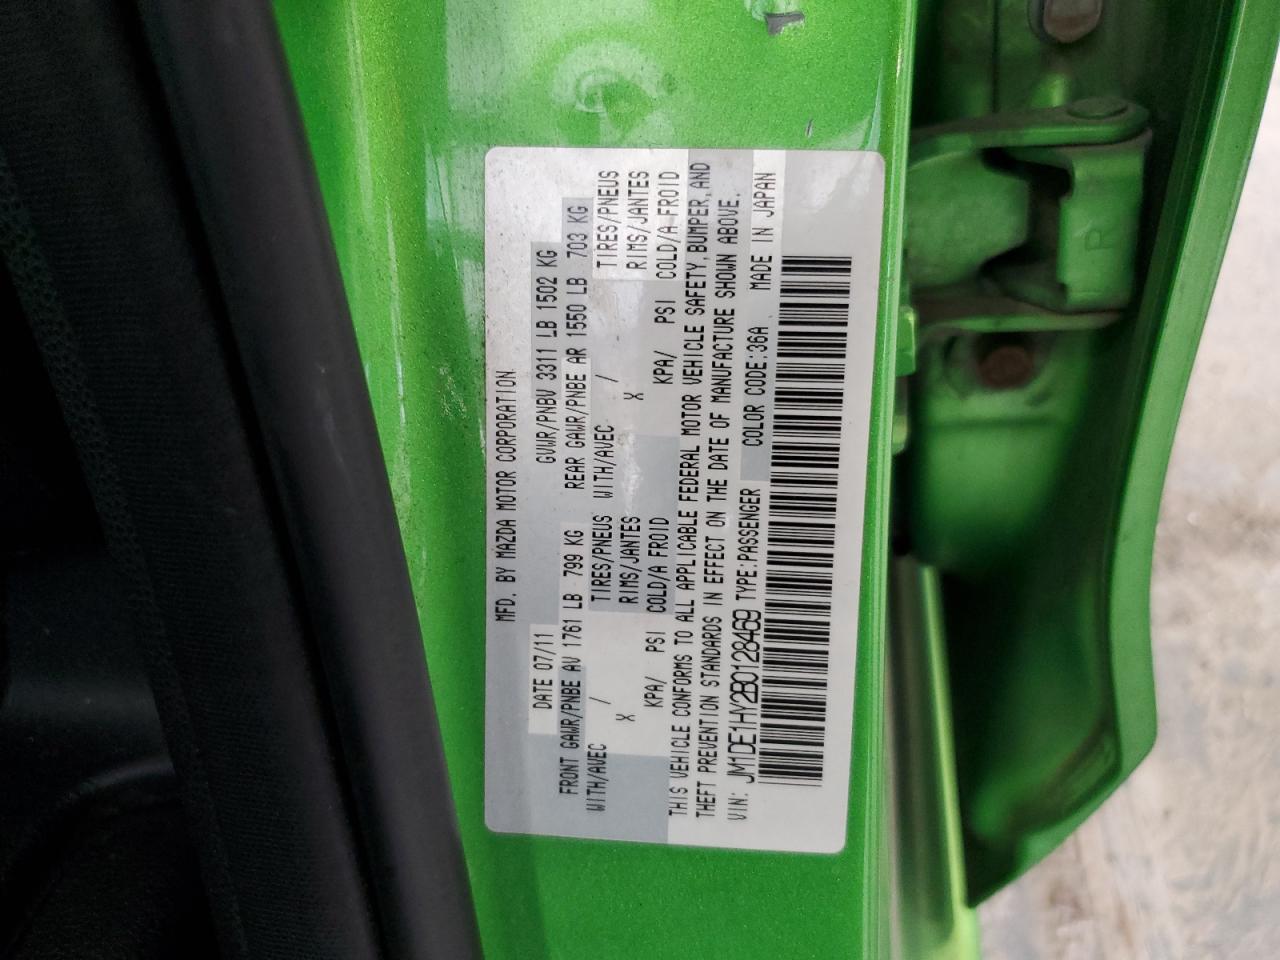 MFD. BY MAZDA MOTOR CORPORATION
DATE 07/11 GVWR/PNBV 3311 LB 1502 KG
FRONT GAWR/PNBE AV 1761 LB 799 KG REAR GAWR/PNBE AR 1550 LB 703 KG
WITH/AVEC / TIRES/PNEUS WITH/AVEC / TIRES/PNEUS
X RIMS/JANTES X RIMS/JANTES
KPA/ PSI COLD/A FROID KPA/ PSI COLD/A FROID
THIS VEHICLE CONFORMS TO ALL APPLICABLE FEDERAL MOTOR VEHICLE SAFETY, BUMPER, AND
THEFT PREVENTION STANDARDS IN EFFECT ON THE DATE OF MANUFACTURE SHOWN ABOVE.
VIN: JM1DE1HY2B0128469 TYPE:PASSENGER COLOR CODE:36A MADE IN JAPAN
R